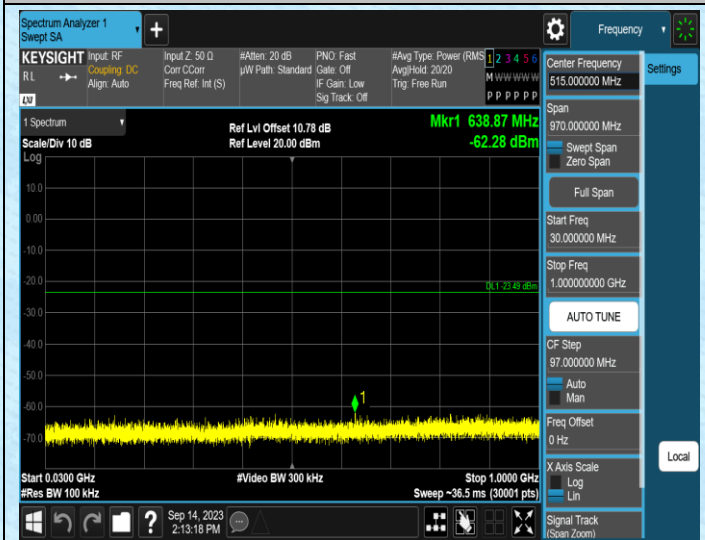 Spectrum Analyzer 1
Swept SA
+
Frequency
KEYSIGHT
R L
LXI
Input: RF
Coupling: DC
Align: Auto
Input Z: 50 Ω
Corr CCorr
Freq Ref: Int (S)
#Atten: 20 dB
µW Path: Standard
PNO: Fast
Gate: Off
IF Gain: Low
Sig Track: Off
#Avg Type: Power (RMS
Avg|Hold: 20/20
Trig: Free Run
1 2 3 4 5 6
M W W W W W
P P P P P P
1 Spectrum
Scale/Div 10 dB
Log
Ref Lvl Offset 10.78 dB
Ref Level 20.00 dBm
Mkr1 638.87 MHz
-62.28 dBm
10.0
0.00
-10.0
-20.0
-30.0
-40.0
-50.0
-60.0
-70.0
DL1 -23.49 dBm
1
Start 0.0300 GHz
#Res BW 100 kHz
#Video BW 300 kHz
Stop 1.0000 GHz
Sweep ~36.5 ms (30001 pts)
?
Sep 14, 2023
2:13:18 PM
Center Frequency
515.000000 MHz
Span
970.000000 MHz
Swept Span
Zero Span
Full Span
Start Freq
30.000000 MHz
Stop Freq
1.000000000 GHz
AUTO TUNE
CF Step
97.000000 MHz
Auto
Man
Freq Offset
0 Hz
X Axis Scale
Log
Lin
Signal Track
(Span Zoom)
Settings
Local